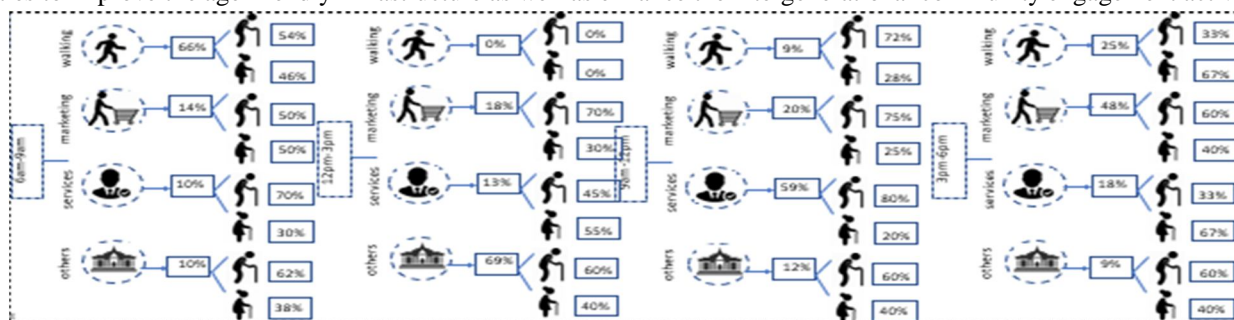 6am-9am
walking
66%
54%
46%
marketing
14%
50%
50%
services
10%
70%
30%
others
10%
62%
38%
12pm-3pm
walking
0%
0%
0%
marketing
18%
70%
30%
services
13%
45%
55%
others
69%
60%
40%
9am-12pm
walking
9%
72%
28%
marketing
20%
75%
25%
services
59%
80%
20%
others
12%
60%
40%
3pm-6pm
walking
25%
33%
67%
marketing
48%
60%
40%
services
18%
33%
67%
others
9%
60%
40%